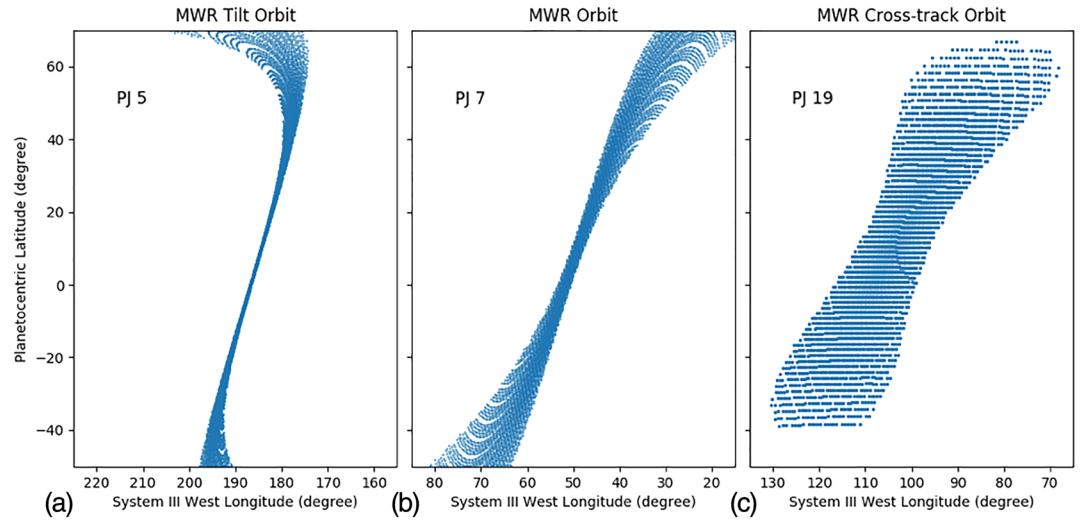 MWR Tilt Orbit
MWR Orbit
MWR Cross-track Orbit
Planetocentric Latitude (degree)
60
40
20
0
−20
−40
PJ 5
PJ 7
PJ 19
220 210 200 190 180 170 160
80 70 60 50 40 30 20
130 120 110 100 90 80 70
(a) System III West Longitude (degree)
(b) System III West Longitude (degree)
(c) System III West Longitude (degree)